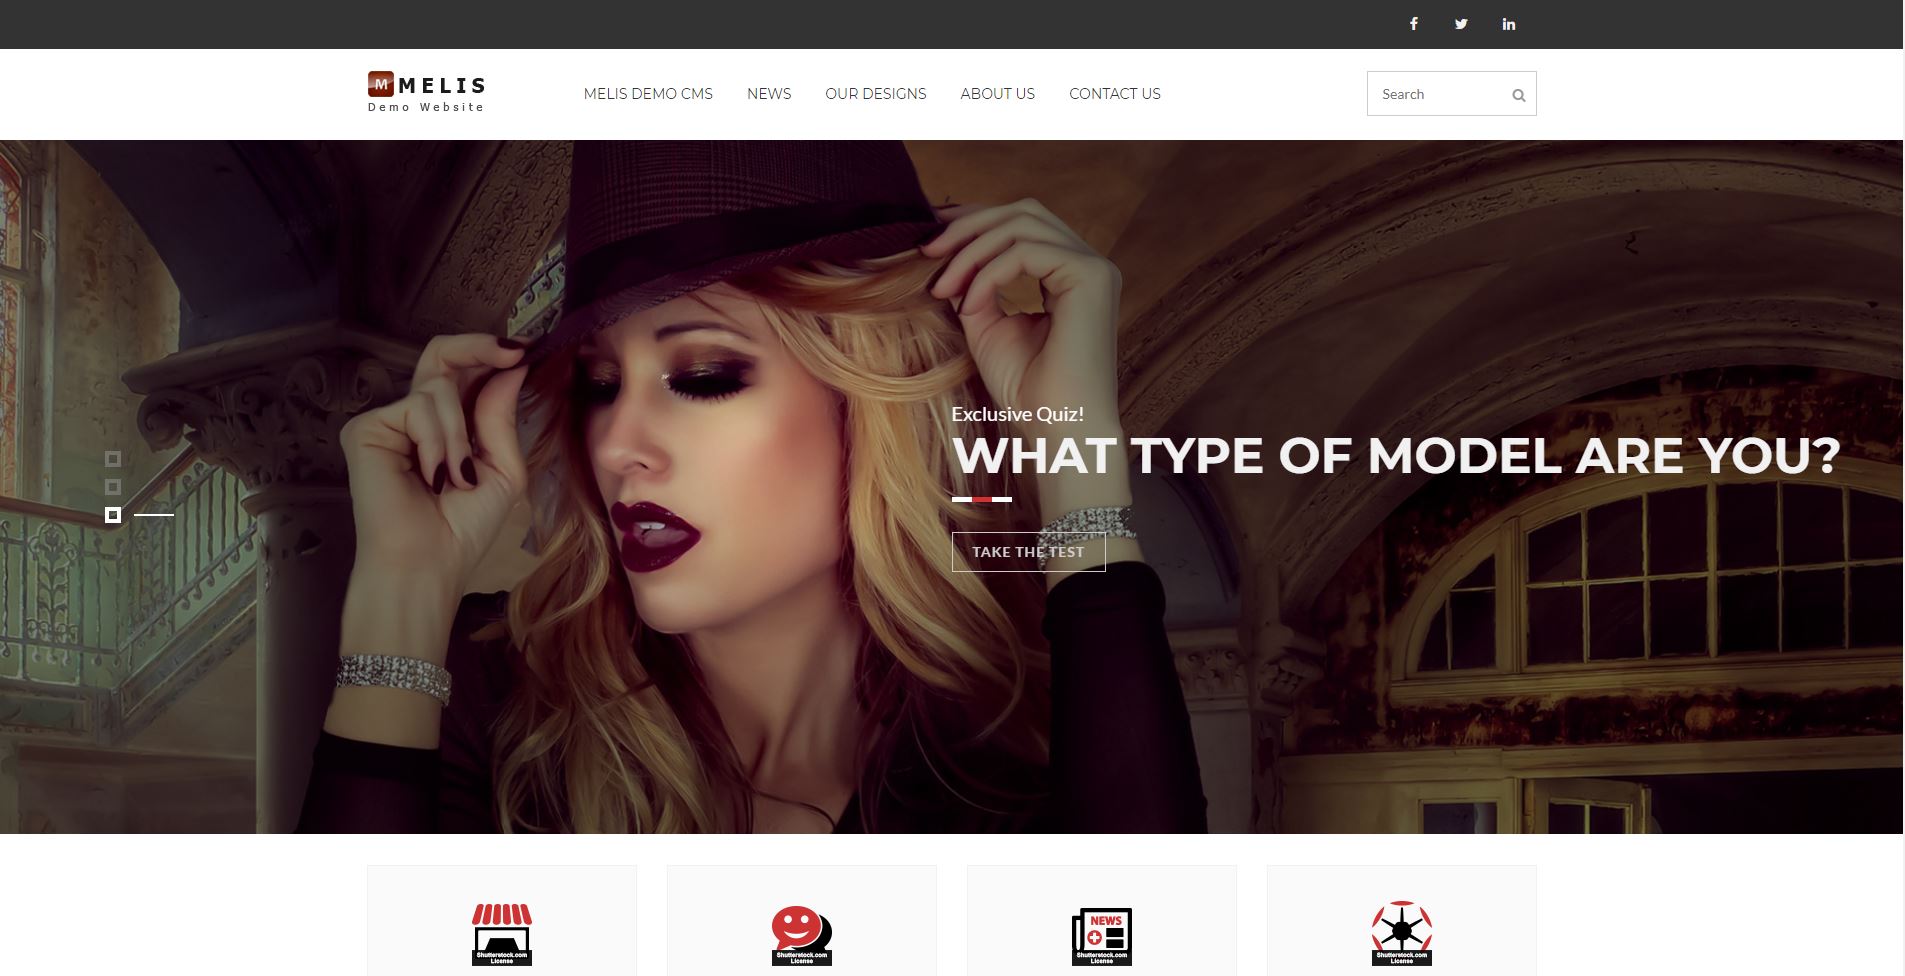 M MELIS
Demo Website
MELIS DEMO CMS NEWS OUR DESIGNS ABOUT US CONTACT US
Search
Exclusive Quiz!
WHAT TYPE OF MODEL ARE YOU?
TAKE THE TEST
Shutterstock.com
License
Shutterstock.com
License
NEWS
Shutterstock.com
License
Shutterstock.com
License